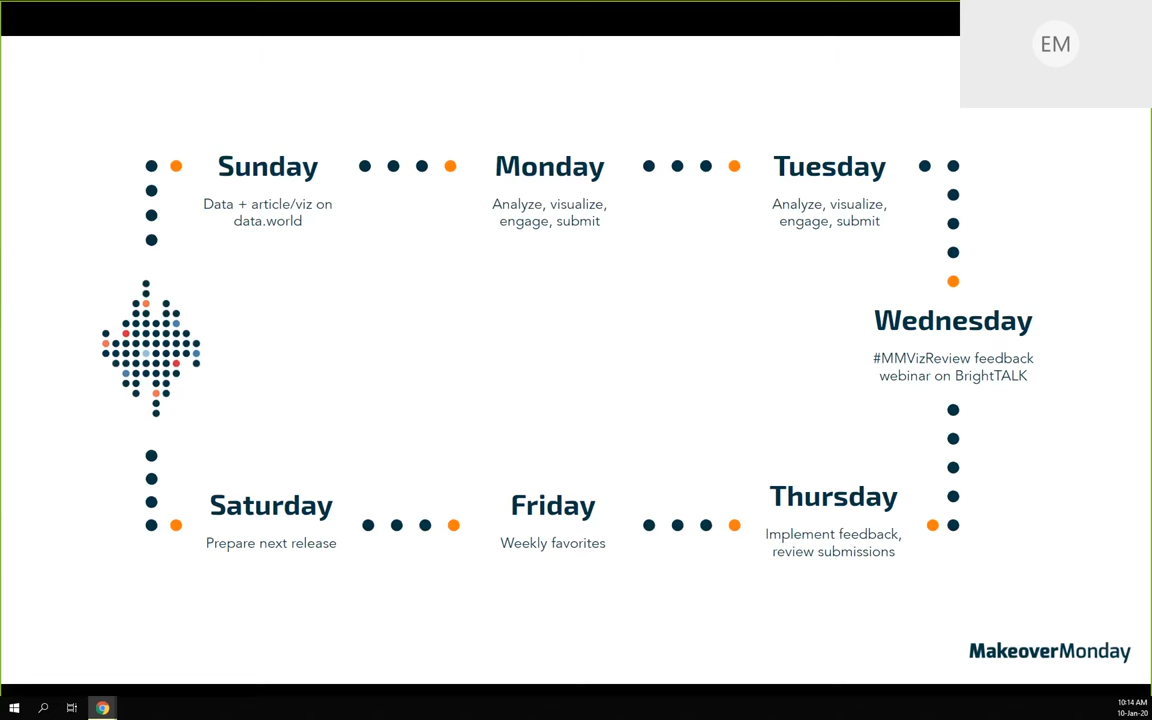 EM
Sunday
Data + article/viz on
data.world
Monday
Analyze, visualize,
engage, submit
Tuesday
Analyze, visualize,
engage, submit
Wednesday
#MMVizReview feedback
webinar on BrightTALK
Thursday
Implement feedback,
review submissions
Friday
Weekly favorites
Saturday
Prepare next release
MakeoverMonday
10:14 AM
10-Jan-20